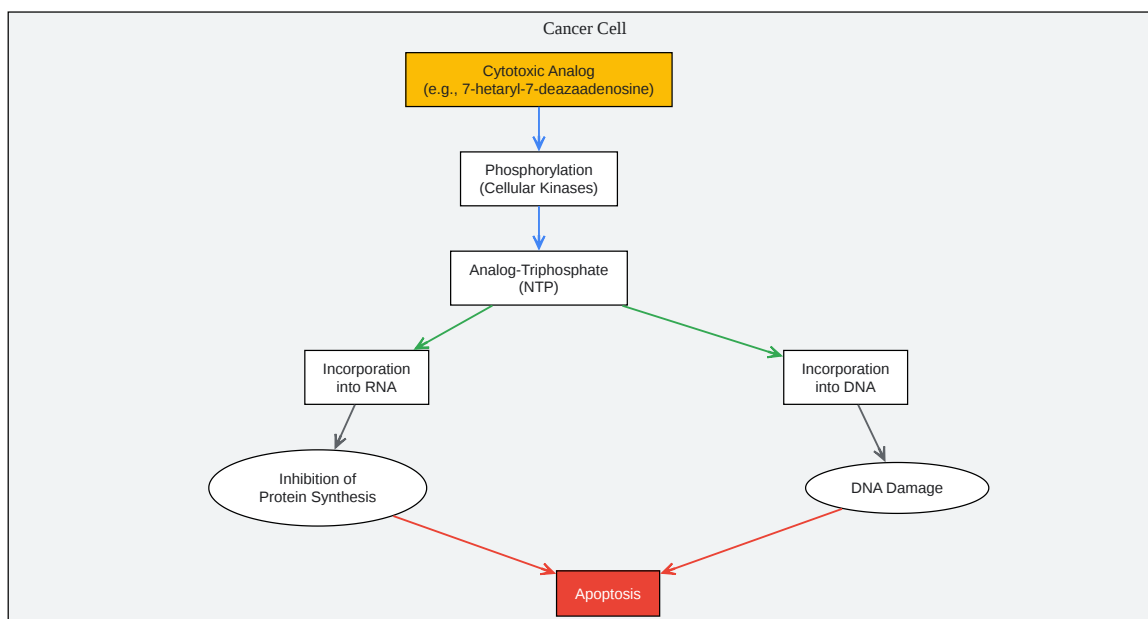 Cancer Cell
Cytotoxic Analog
(e.g., 7-hetaryl-7-deazaadenosine)
Phosphorylation
(Cellular Kinases)
Analog-Triphosphate
(NTP)
Incorporation
into RNA
Incorporation
into DNA
Inhibition of
Protein Synthesis
DNA Damage
Apoptosis